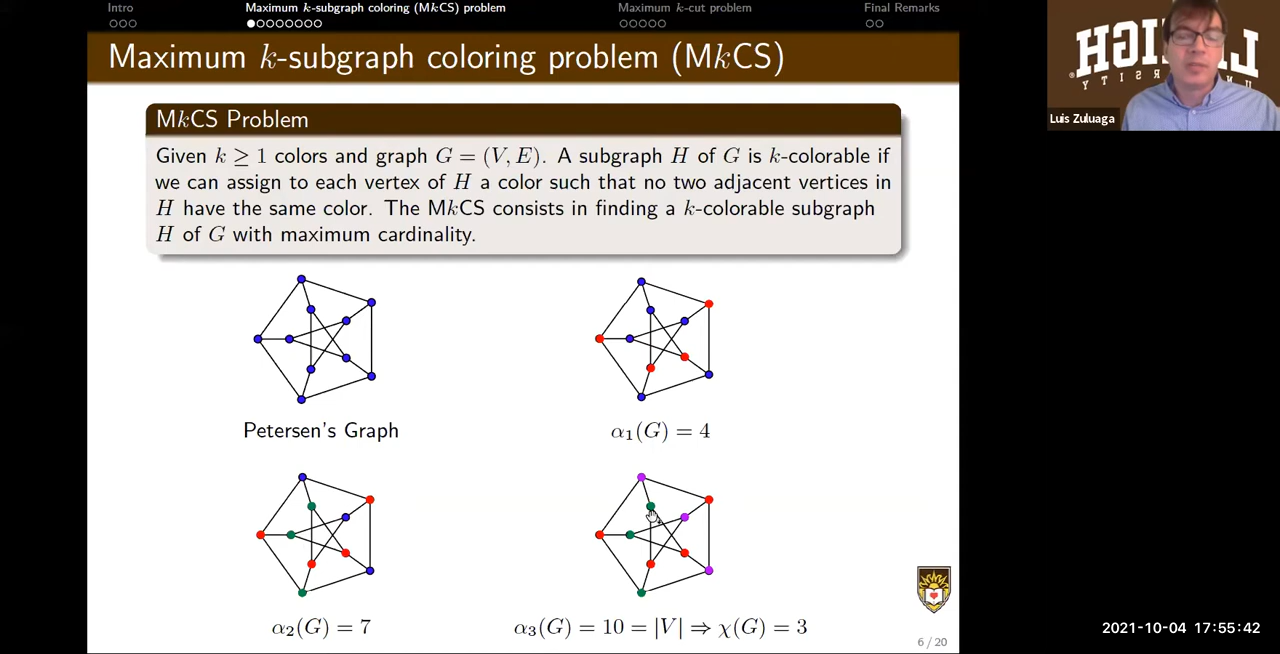 Intro
Maximum k-subgraph coloring (MkCS) problem
Maximum k-cut problem
Final Remarks
Maximum k-subgraph coloring problem (MkCS)
MkCS Problem
Given k ≥ 1 colors and graph G = (V, E). A subgraph H of G is k-colorable if
we can assign to each vertex of H a color such that no two adjacent vertices in
H have the same color. The MkCS consists in finding a k-colorable subgraph
H of G with maximum cardinality.
Petersen's Graph
α₁(G) = 4
α₂(G) = 7
α₃(G) = 10 = |V| ⇒ χ(G) = 3
6 / 20
LEHIGH
UNIVERSITY
Luis Zuluaga
2021-10-04 17:55:42